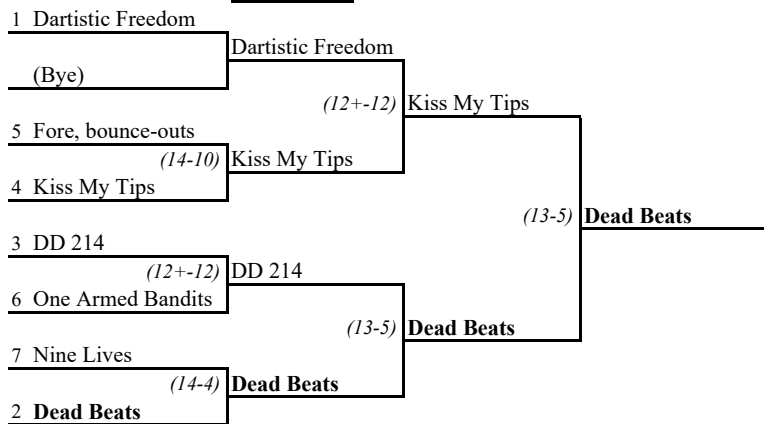 1 Dartistic Freedom
Dartistic Freedom
(Bye)
(12+-12) Kiss My Tips
5 Fore, bounce-outs
(14-10) Kiss My Tips
4 Kiss My Tips
(13-5) Dead Beats
3 DD 214
(12+-12) DD 214
6 One Armed Bandits
(13-5) Dead Beats
7 Nine Lives
(14-4) Dead Beats
2 Dead Beats